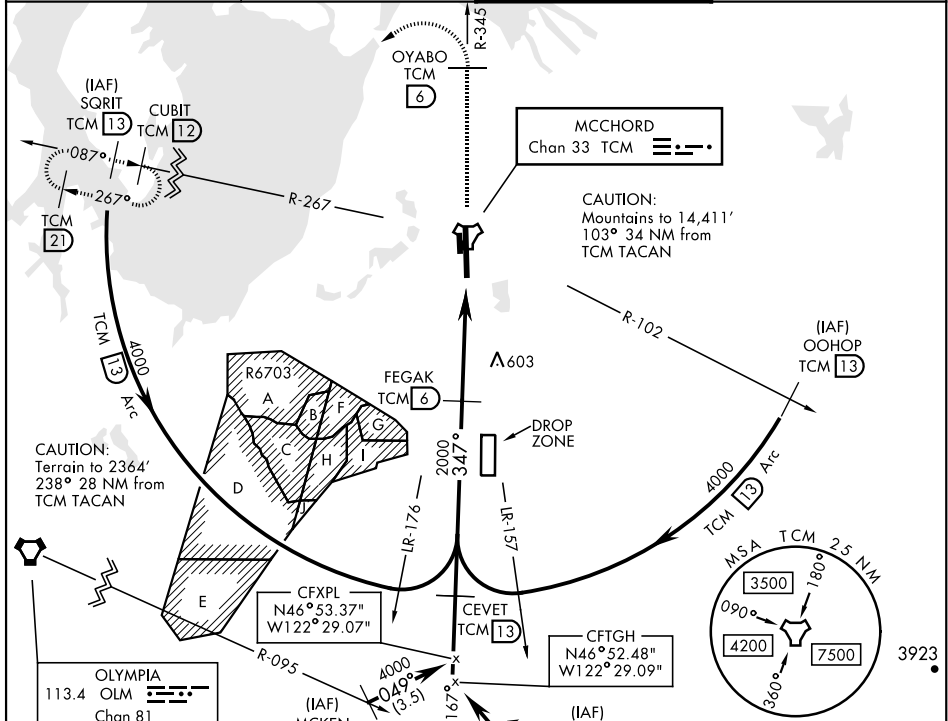 R-345
OYABO
TCM
6
(IAF)
SQRIT
TCM 13
CUBIT
TCM 12
087°
267°
TCM
21
R-267
MCCHORD
Chan 33 TCM
CAUTION:
Mountains to 14,411'
103° 34 NM from
TCM TACAN
R-102
(IAF)
OOHOP
TCM 13
4000
TCM 13 Arc
R6703
A
B
F
G
C
H
I
J
D
E
603
FEGAK
TCM 6
2000
347°
DROP
ZONE
4000
TCM 13 Arc
CAUTION:
Terrain to 2364'
238° 28 NM from
TCM TACAN
LR-176
LR-157
CFXPL
N46° 53.37"
W122° 29.07"
CEVET
TCM 13
CFTGH
N46° 52.48"
W122° 29.09"
MSA TCM 25 NM
3500
180°
090°
4200
7500
360°
3923
R-095
OLYMPIA
113.4 OLM
Chan 81
4000
049°
(3.5)
(IAF)
MCKEN
167°
(IAF)